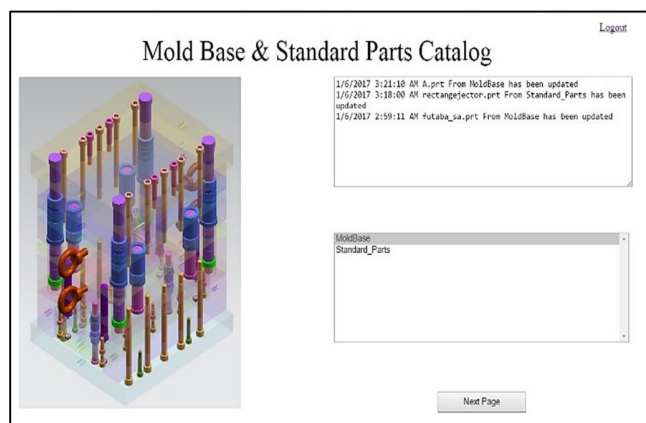 Logout
Mold Base & Standard Parts Catalog
1/6/2017 3:21:10 AM A.prt From MoldBase has been updated
1/6/2017 3:18:00 AM rectangejector.prt From Standard_Parts has been
updated
1/6/2017 2:59:11 AM futaba_sa.prt From MoldBase has been updated
MoldBase
Standard_Parts
Next Page